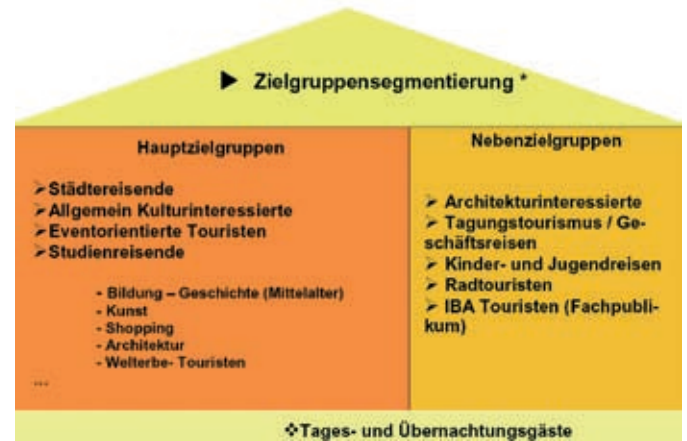 ► Zielgruppensegmentierung *
Hauptzielgruppen
➢Städtereisende
➢Allgemein Kulturinteressierte
➢Eventorientierte Touristen
➢Studienreisende
- Bildung – Geschichte (Mittelalter)
- Kunst
- Shopping
- Architektur
- Welterbe- Touristen
...
Nebenzielgruppen
➢ Architekturinteressierte
➢ Tagungstourismus / Ge-
schäftsreisen
➢ Kinder- und Jugendreisen
➢ Radtouristen
➢ IBA Touristen (Fachpubli-
kum)
❖Tages- und Übernachtungsgäste